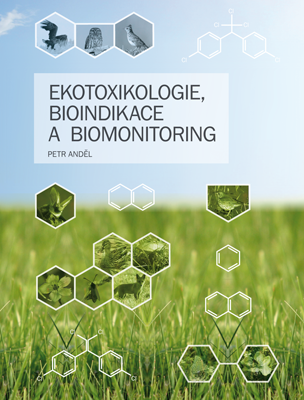 EKOTOXIKOLOGIE,
BIOINDIKACE
A BIOMONITORING
PETR ANDĚL